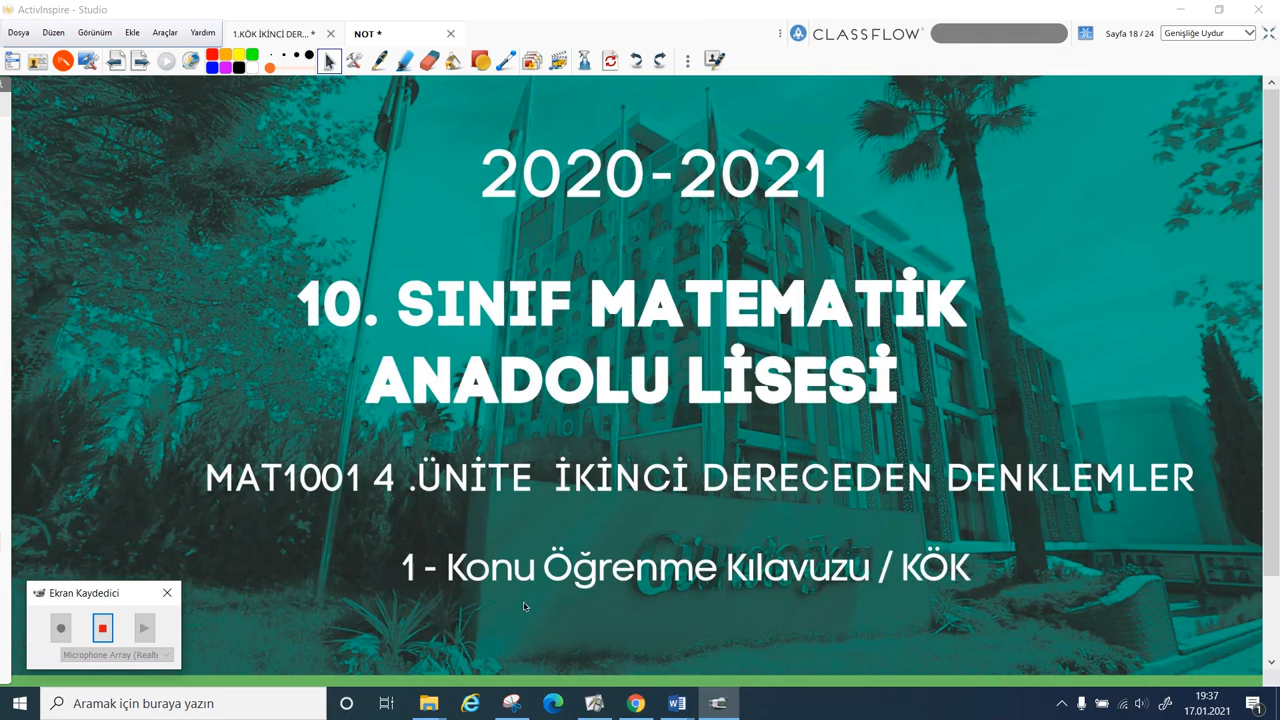 ActivInspire - Studio
Dosya Düzen Görünüm Ekle Araçlar Yardım
1.KÖK İKİNCİ DER... *
NOT *
CLASSFLOW
Sayfa 18 / 24
Genişliğe Uydur
2020-2021
10. SINIF MATEMATİK
ANADOLU LİSESİ
MAT1001 4 .ÜNİTE İKİNCİ DERECEDEN DENKLEMLER
1 - Konu Öğrenme Kılavuzu / KÖK
Ekran Kaydedici
Microphone Array (Realt
Aramak için buraya yazın
19:37
17.01.2021
1